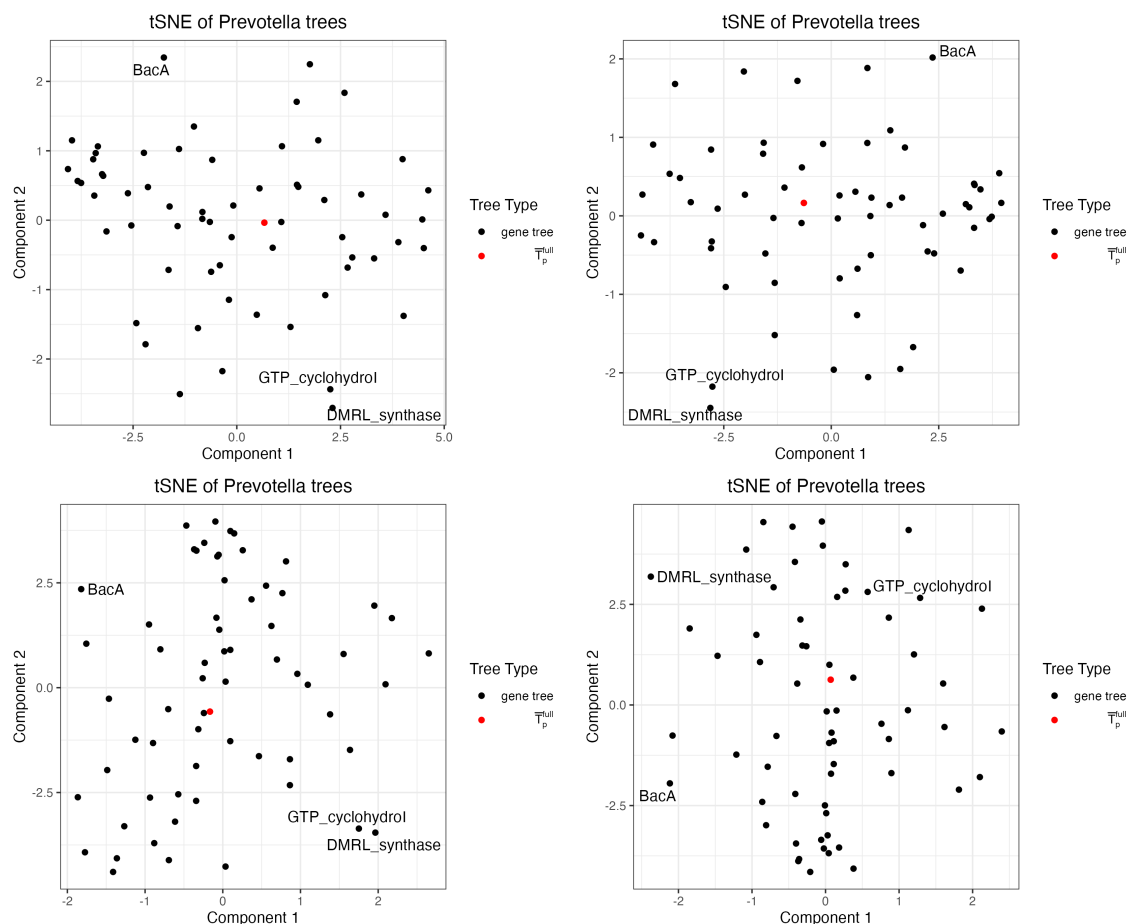 tSNE of Prevotella trees
BacA
GTP_cyclohydroI
DMRL_synthase
2
1
0
-1
-2
-2.5
0.0
2.5
5.0
Component 1
Component 2
Tree Type
gene tree
T̿ₚᶠᵘˡˡ
tSNE of Prevotella trees
BacA
GTP_cyclohydroI
DMRL_synthase
2
1
0
-1
-2
-2.5
0.0
2.5
Component 1
Component 2
Tree Type
gene tree
T̿ₚᶠᵘˡˡ
tSNE of Prevotella trees
BacA
GTP_cyclohydroI
DMRL_synthase
2.5
0.0
-2.5
-2
-1
0
1
2
Component 1
Component 2
Tree Type
gene tree
T̿ₚᶠᵘˡˡ
tSNE of Prevotella trees
DMRL_synthase
GTP_cyclohydroI
BacA
2.5
0.0
-2.5
-2
-1
0
1
2
Component 1
Component 2
Tree Type
gene tree
T̿ₚᶠᵘˡˡ